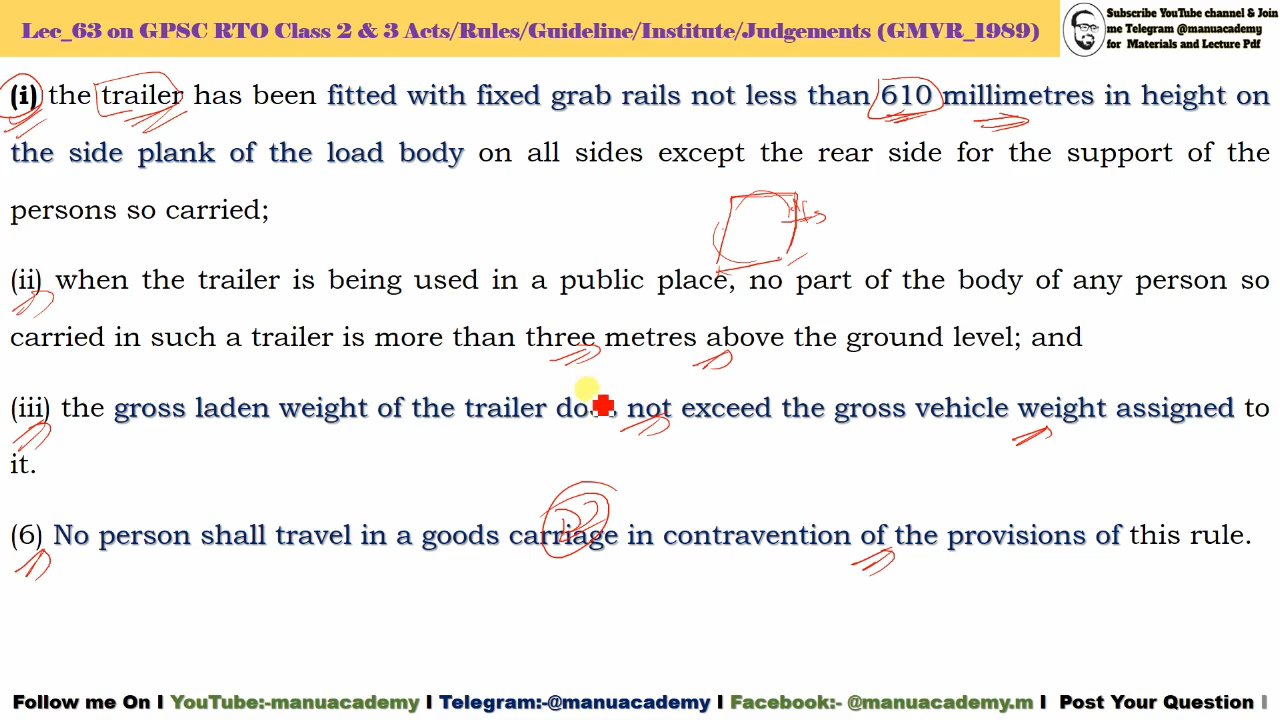 Lec_63 on GPSC RTO Class 2 & 3 Acts/Rules/Guideline/Institute/Judgements (GMVR_1989)
Subscribe YouTube channel & Join
me Telegram @manuacademy
for Materials and Lecture Pdf
(i) the trailer has been fitted with fixed grab rails not less than 610 millimetres in height on
the side plank of the load body on all sides except the rear side for the support of the
persons so carried;
(ii) when the trailer is being used in a public place, no part of the body of any person so
carried in such a trailer is more than three metres above the ground level; and
(iii) the gross laden weight of the trailer does not exceed the gross vehicle weight assigned to
it.
(6) No person shall travel in a goods carriage in contravention of the provisions of this rule.
Follow me On I YouTube:-manuacademy I Telegram:-@manuacademy I Facebook:- @manuacademy.m I Post Your Question I